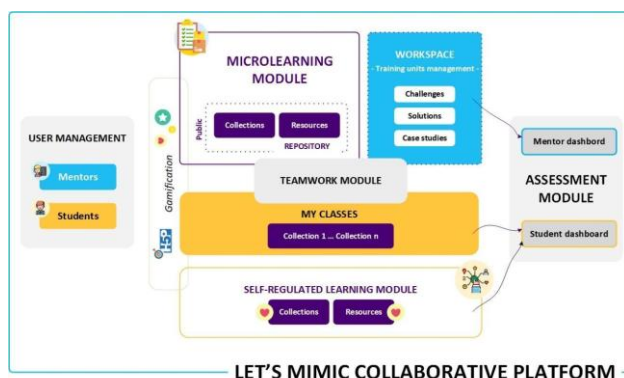 MICROLEARNING
MODULE
Public
Collections
Resources
REPOSITORY
WORKSPACE
- Training units management -
Challenges
Solutions
Case studies
USER MANAGEMENT
Mentors
Students
Gamification
H5P
TEAMWORK MODULE
MY CLASSES
Collection 1 ... Collection n
Mentor dashbord
ASSESSMENT
MODULE
Student dashboard
SELF-REGULATED LEARNING MODULE
Collections
Resources
LET'S MIMIC COLLABORATIVE PLATFORM